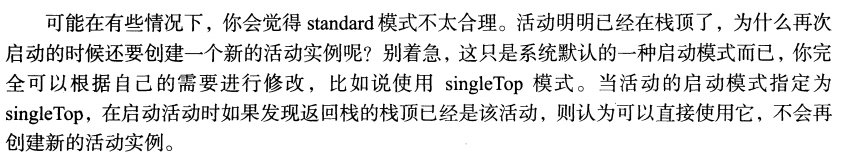 可能在有些情况下，你会觉得 standard 模式不太合理。活动明明已经在栈顶了，为什么再次
启动的时候还要创建一个新的活动实例呢？别着急，这只是系统默认的一种启动模式而已，你完
全可以根据自己的需要进行修改，比如说使用 singleTop 模式。当活动的启动模式指定为
singleTop，在启动活动时如果发现返回栈的栈顶已经是该活动，则认为可以直接使用它，不会再
创建新的活动实例。